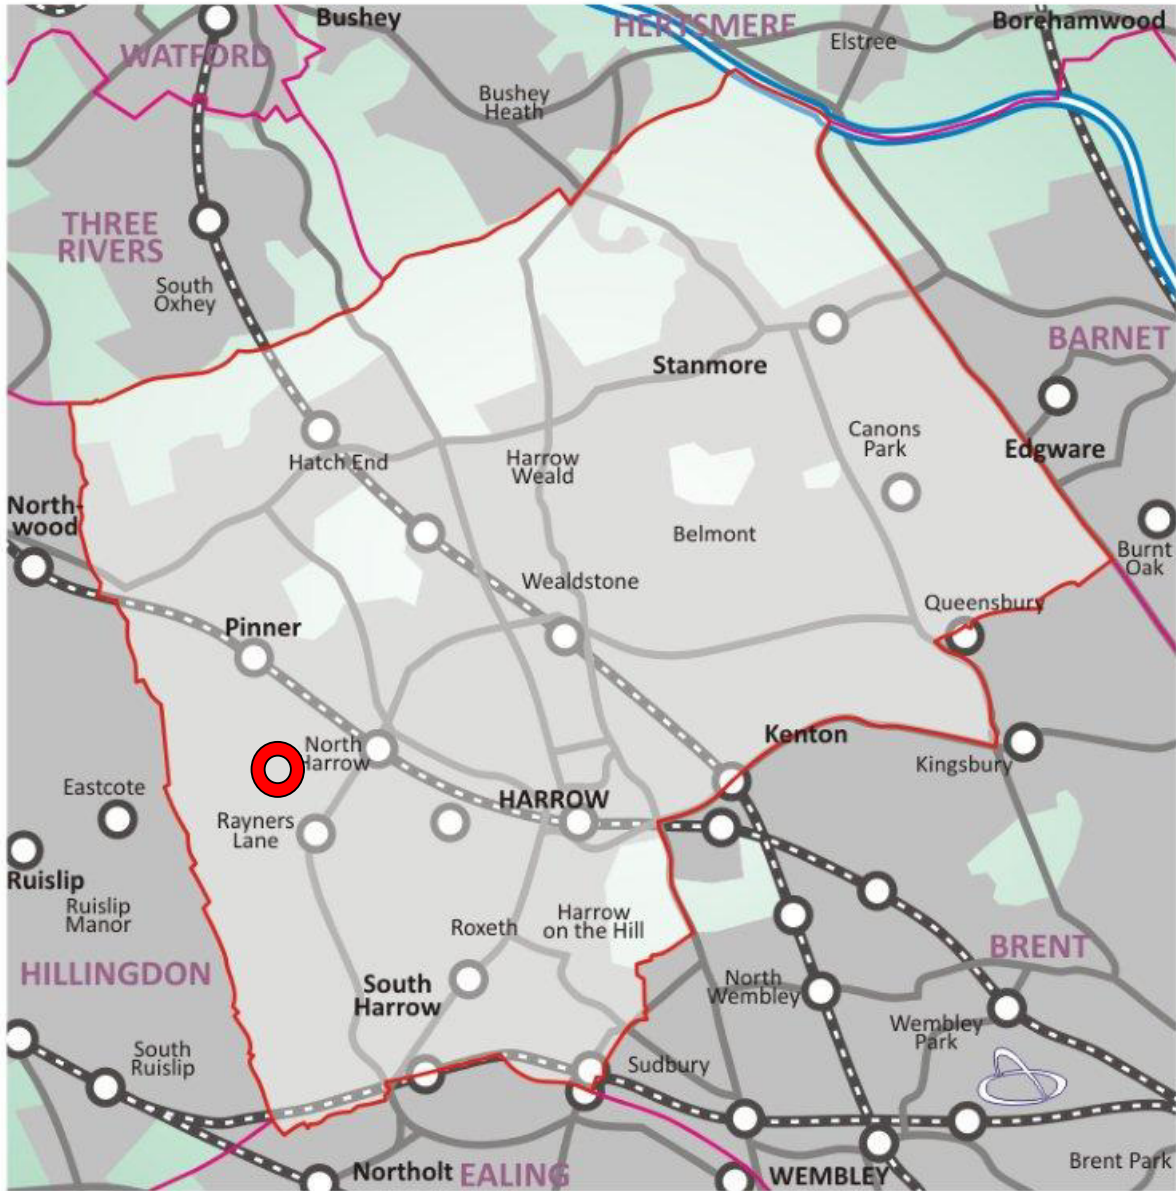 Bushey
HERTSMERE
Borehamwood
WATFORD
Elstree
Bushey
Heath
THREE
RIVERS
South
Oxhey
BARNET
Stanmore
Canons
Park
Edgware
Hatch End
Harrow
Weald
North-
wood
Belmont
Burnt
Oak
Wealdstone
Queensbury
Pinner
Kenton
North
Harrow
Kingsbury
Eastcote
HARROW
Rayners
Lane
Ruislip
Ruislip
Manor
Roxeth
Harrow
on the Hill
HILLINGDON
BRENT
South
Harrow
North
Wembley
Wembley
Park
South
Ruislip
Sudbury
Northolt
EALING
WEMBLEY
Brent Park